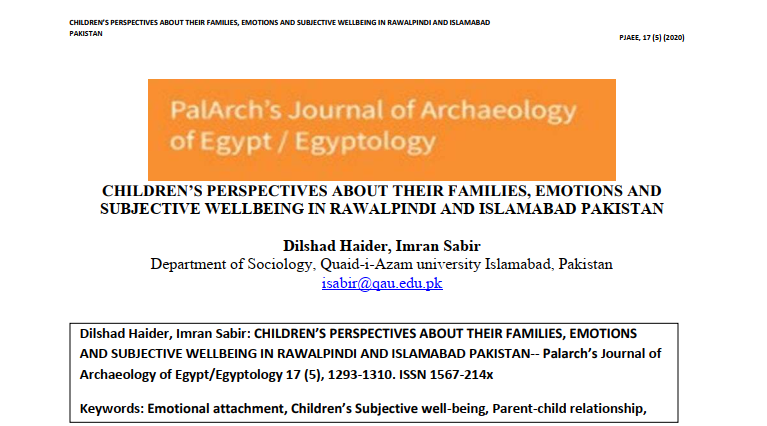 CHILDREN'S PERSPECTIVES ABOUT THEIR FAMILIES, EMOTIONS AND SUBJECTIVE WELLBEING IN RAWALPINDI AND ISLAMABAD
PAKISTAN
PJAEE, 17 (5) (2020)
PalArch's Journal of Archaeology
of Egypt / Egyptology
CHILDREN'S PERSPECTIVES ABOUT THEIR FAMILIES, EMOTIONS AND
SUBJECTIVE WELLBEING IN RAWALPINDI AND ISLAMABAD PAKISTAN
Dilshad Haider, Imran Sabir
Department of Sociology, Quaid-i-Azam university Islamabad, Pakistan
isabir@qau.edu.pk
Dilshad Haider, Imran Sabir: CHILDREN'S PERSPECTIVES ABOUT THEIR FAMILIES, EMOTIONS
AND SUBJECTIVE WELLBEING IN RAWALPINDI AND ISLAMABAD PAKISTAN-- Palarch's Journal of
Archaeology of Egypt/Egyptology 17 (5), 1293-1310. ISSN 1567-214x
Keywords: Emotional attachment, Children's Subjective well-being, Parent-child relationship,